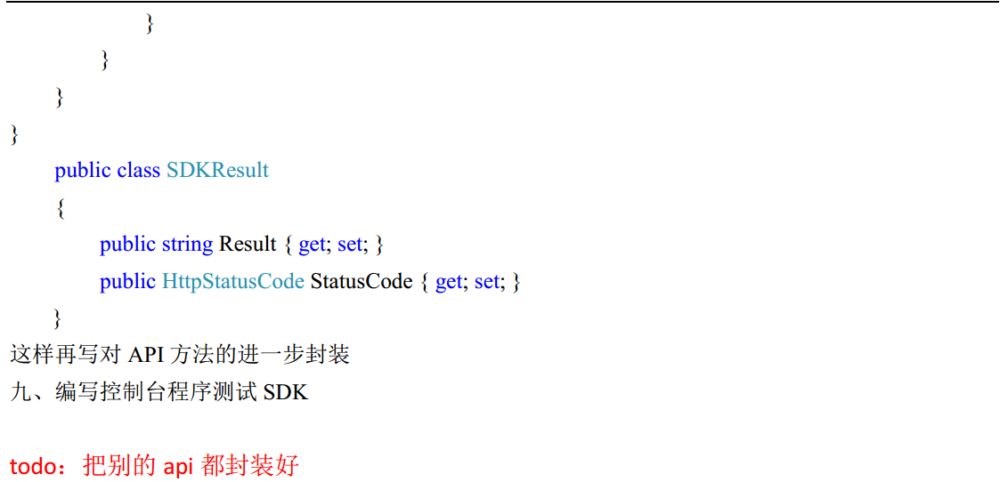 }
}
}
}
public class SDKResult
{
public string Result { get; set; }
public HttpStatusCode StatusCode { get; set; }
}
这样再写对 API 方法的进一步封装
九、编写控制台程序测试 SDK
todo：把别的 api 都封装好